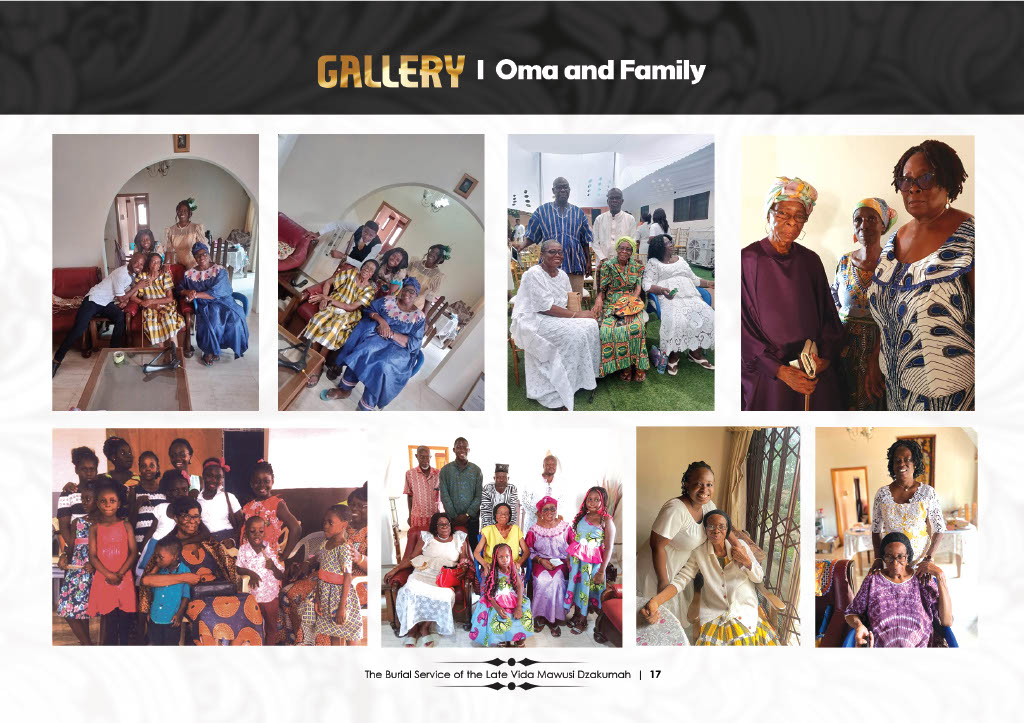 GALLERY | Oma and Family
The Burial Service of the Late Vida Mawusi Dzakumah | 17